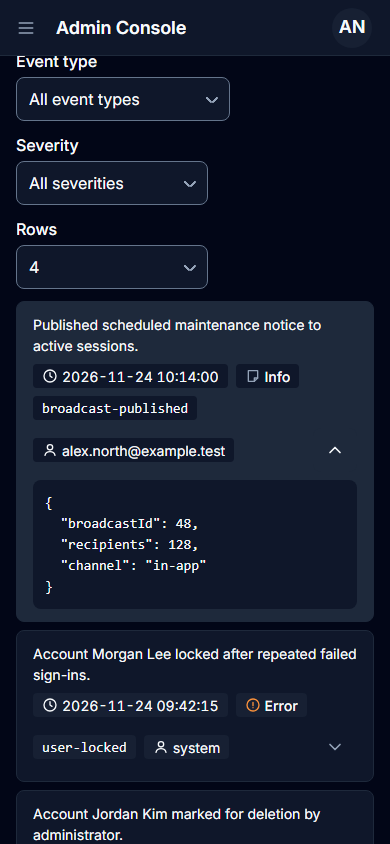 Admin Console
AN
Event type
All event types
Severity
All severities
Rows
4
Published scheduled maintenance notice to
active sessions.
2026-11-24 10:14:00 Info
broadcast-published
alex.north@example.test
{
  "broadcastId": 48,
  "recipients": 128,
  "channel": "in-app"
}
Account Morgan Lee locked after repeated failed
sign-ins.
2026-11-24 09:42:15 Error
user-locked system
Account Jordan Kim marked for deletion by
administrator.